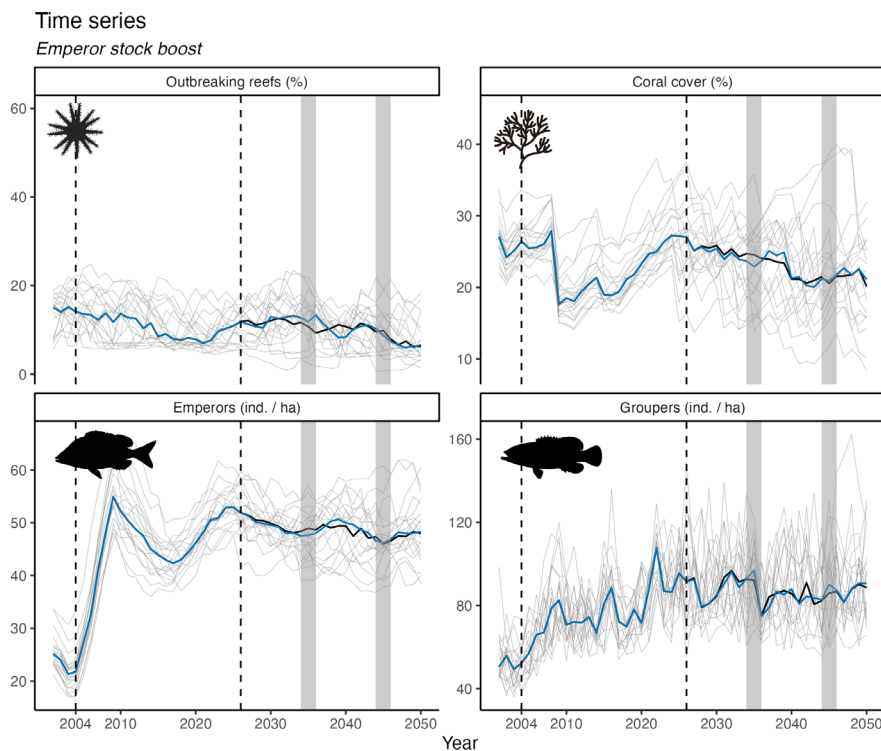 Time series
Emperor stock boost
Outbreaking reefs (%)
Coral cover (%)
60
40
20
0
40
30
20
10
Emperors (ind. / ha)
Groupers (ind. / ha)
60
50
40
30
20
160
120
80
40
2004 2010 2020 2030 2040 2050
2004 2010 2020 2030 2040 2050
Year